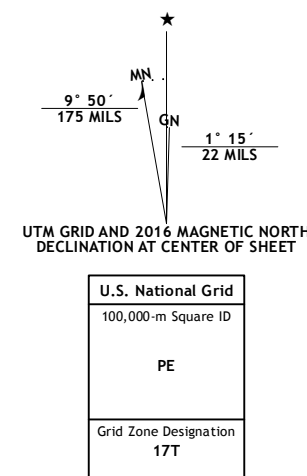 ★
MN
9° 50´
175 MILS
GN
1° 15´
22 MILS
UTM GRID AND 2016 MAGNETIC NORTH
DECLINATION AT CENTER OF SHEET
U.S. National Grid
100,000-m Square ID
PE
Grid Zone Designation
17T